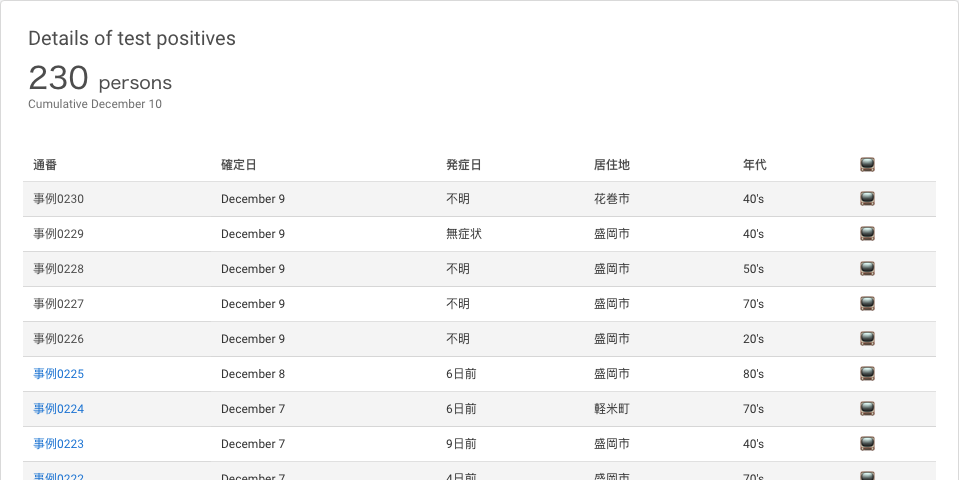 Details of test positives
230 persons
Cumulative December 10
通番 確定日 発症日 居住地 年代
事例0230 December 9 不明 花巻市 40's
事例0229 December 9 無症状 盛岡市 40's
事例0228 December 9 不明 盛岡市 50's
事例0227 December 9 不明 盛岡市 70's
事例0226 December 9 不明 盛岡市 20's
事例0225 December 8 6日前 盛岡市 80's
事例0224 December 7 6日前 軽米町 70's
事例0223 December 7 9日前 盛岡市 40's
事例0222 December 7 4日前 盛岡市 70's